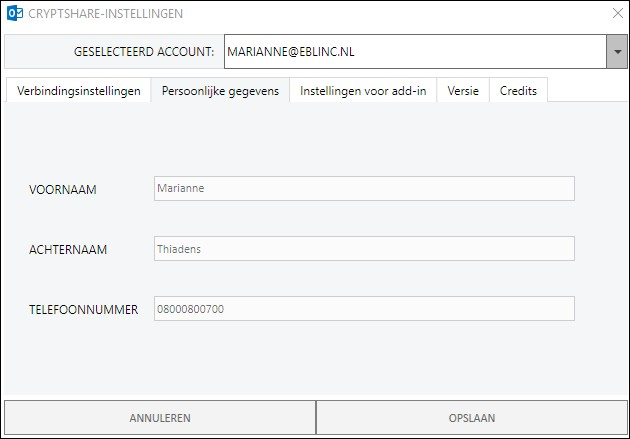 CRYPTSHARE-INSTELLINGEN
GESELECTEERD ACCOUNT: MARIANNE@EBLINC.NL
Verbindingsinstellingen Persoonlijke gegevens Instellingen voor add-in Versie Credits
VOORNAAM Marianne
ACHTERNAAM Thiadens
TELEFOONNUMMER 08000800700
ANNULEREN OPSLAAN